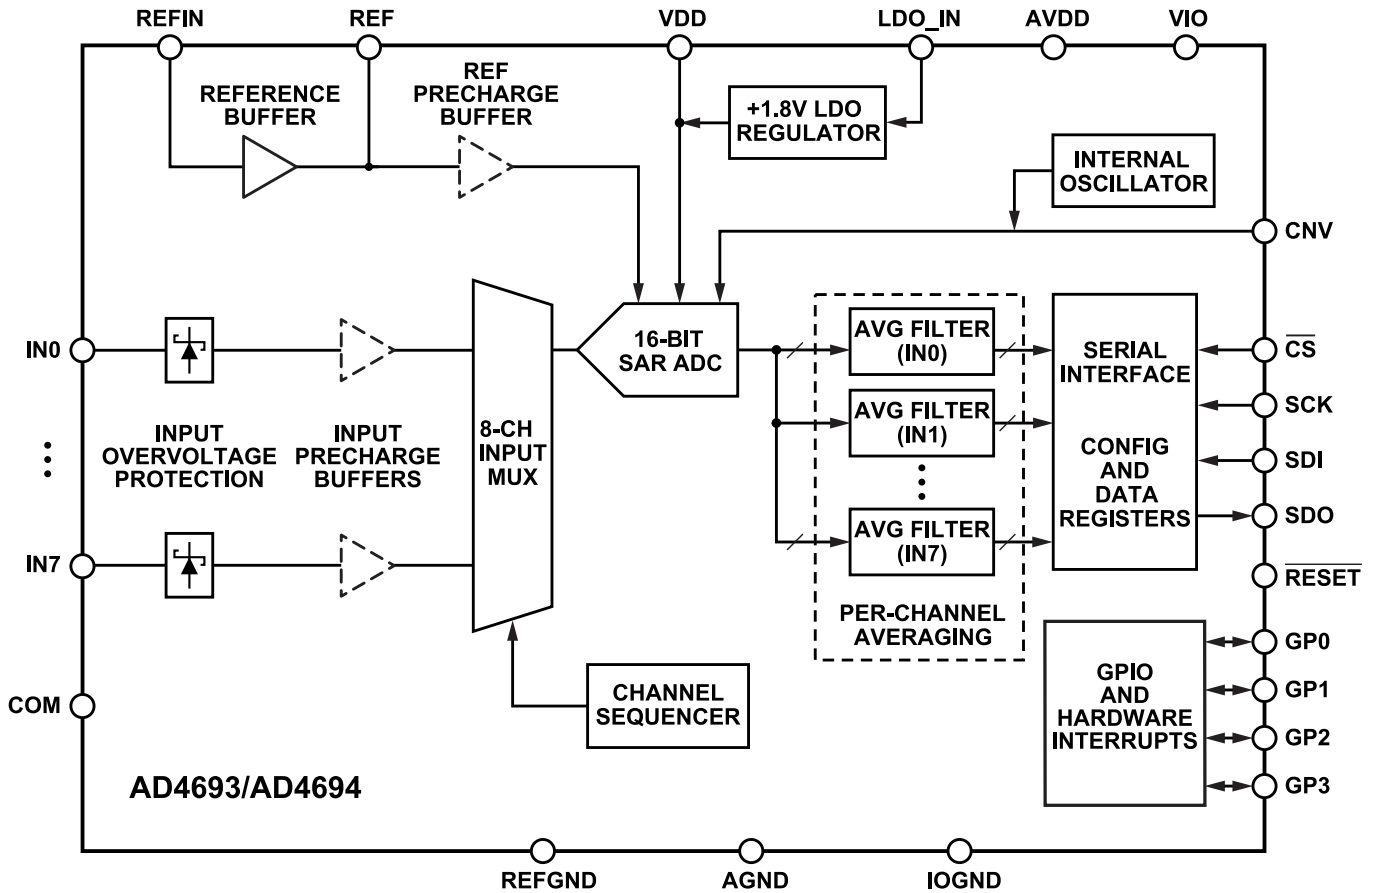 REFIN
REF
VDD
LDO_IN
AVDD
VIO
REFERENCE
BUFFER
REF
PRECHARGE
BUFFER
+1.8V LDO
REGULATOR
INTERNAL
OSCILLATOR
CNV
IN0
INPUT
OVERVOLTAGE
PROTECTION
INPUT
PRECHARGE
BUFFERS
IN7
8-CH
INPUT
MUX
16-BIT
SAR ADC
AVG FILTER
(IN0)
AVG FILTER
(IN1)
AVG FILTER
(IN7)
PER-CHANNEL
AVERAGING
SERIAL
INTERFACE
CONFIG
AND
DATA
REGISTERS
CS
SCK
SDI
SDO
RESET
GPIO
AND
HARDWARE
INTERRUPTS
GP0
GP1
GP2
GP3
COM
CHANNEL
SEQUENCER
AD4693/AD4694
REFGND
AGND
IOGND